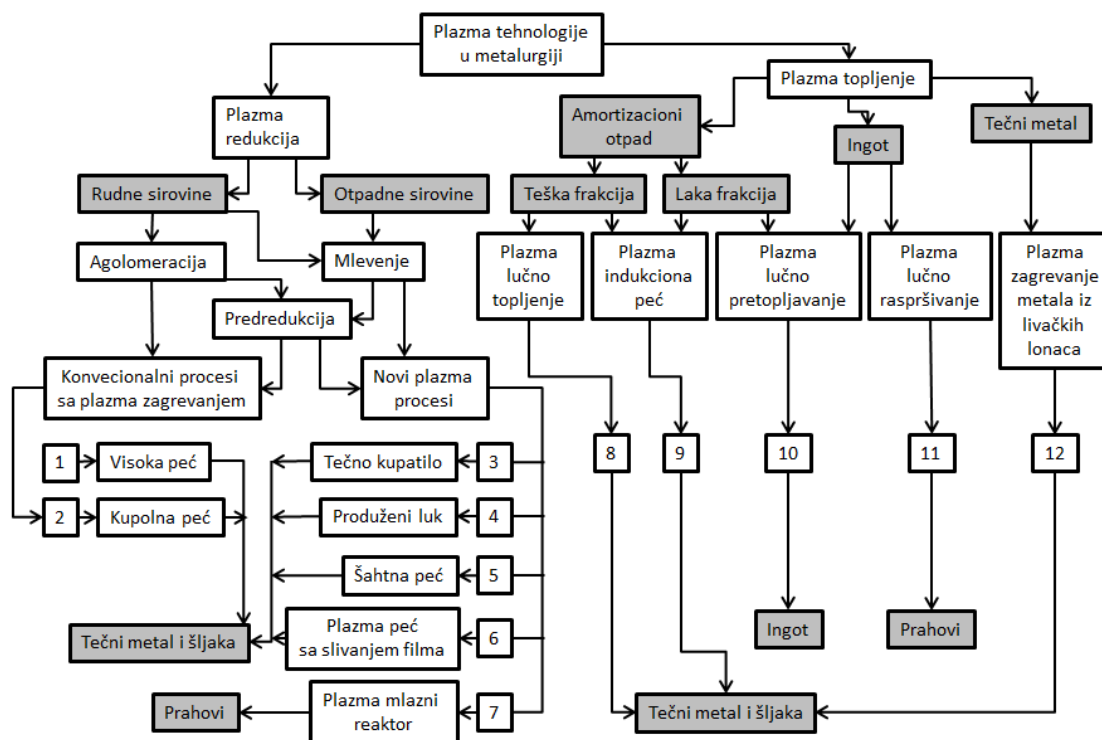 Plazma tehnologije
u metalurgiji
Plazma topljenje
Plazma
redukcija
Amortizacioni
otpad
Ingot
Tečni metal
Rudne sirovine
Otpadne sirovine
Teška frakcija
Laka frakcija
Agolomeracija
Mlevenje
Plazma
lučno
topljenje
Plazma
indukciona
peć
Plazma
lučno
pretopljavanje
Plazma
lučno
raspršivanje
Plazma
zagrevanje
metala iz
livačkih
lonaca
Predredukcija
Konvecionalni procesi
sa plazma zagrevanjem
Novi plazma
procesi
1
Visoka peć
Tečno kupatilo
3
8
9
10
11
12
2
Kupolna peć
Produženi luk
4
Šahtna peć
5
Tečni metal i šljaka
Plazma peć
sa slivanjem filma
6
Ingot
Prahovi
Prahovi
Plazma mlazni
reaktor
7
Tečni metal i šljaka